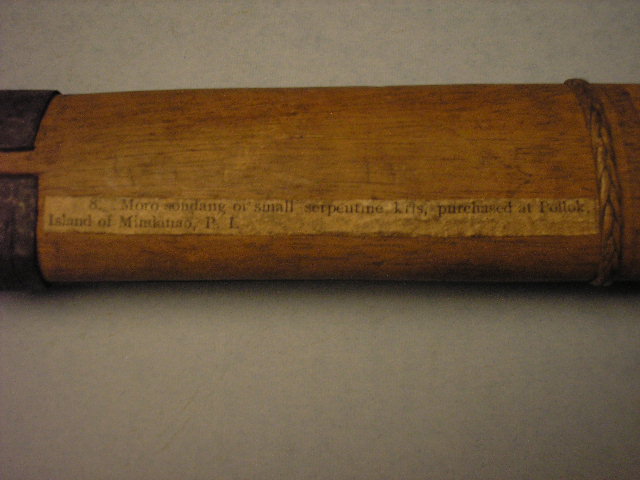 8. Moro sondang or small serpentine kris, purchased at Pollok,
Island of Mindanao, P. I.